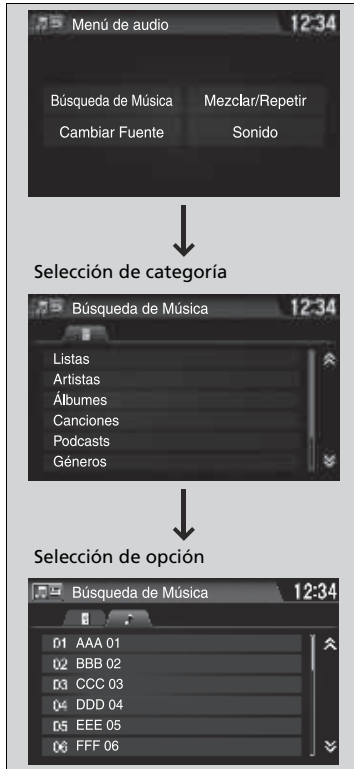 Menú de audio 12:34
Búsqueda de Música Mezclar/Repetir
Cambiar Fuente Sonido
Selección de categoría
Búsqueda de Música 12:34
Listas
Artistas
Álbumes
Canciones
Podcasts
Géneros
Selección de opción
Búsqueda de Música 12:34
01 AAA 01
02 BBB 02
03 CCC 03
04 DDD 04
05 EEE 05
06 FFF 06